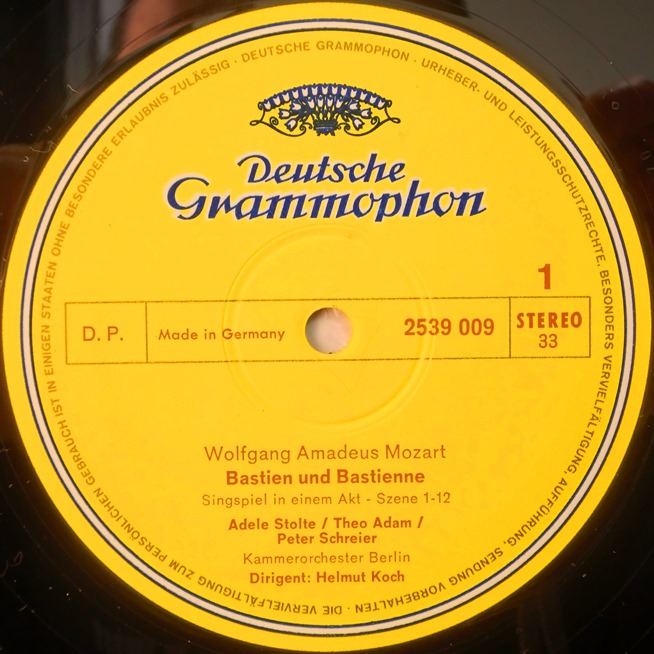 Deutsche
Grammophon
1
D. P.
Made in Germany
2539 009
STEREO
33
Wolfgang Amadeus Mozart
Bastien und Bastienne
Singspiel in einem Akt - Szene 1-12
Adele Stolte / Theo Adam /
Peter Schreier
Kammerorchester Berlin
Dirigent: Helmut Koch
DEUTSCHE GRAMMOPHON · URHEBER- UND LEISTUNGSSCHUTZRECHTE, BESONDERS VERVIELFÄLTIGUNG, AUFFÜHRUNG, SENDUNG VORBEHALTEN · DIE VERVIELFÄLTIGUNG ZUM PERSÖNLICHEN GEBRAUCH IST IN EINIGEN STAATEN OHNE BESONDERE ERLAUBNIS ZULÄSSIG ·